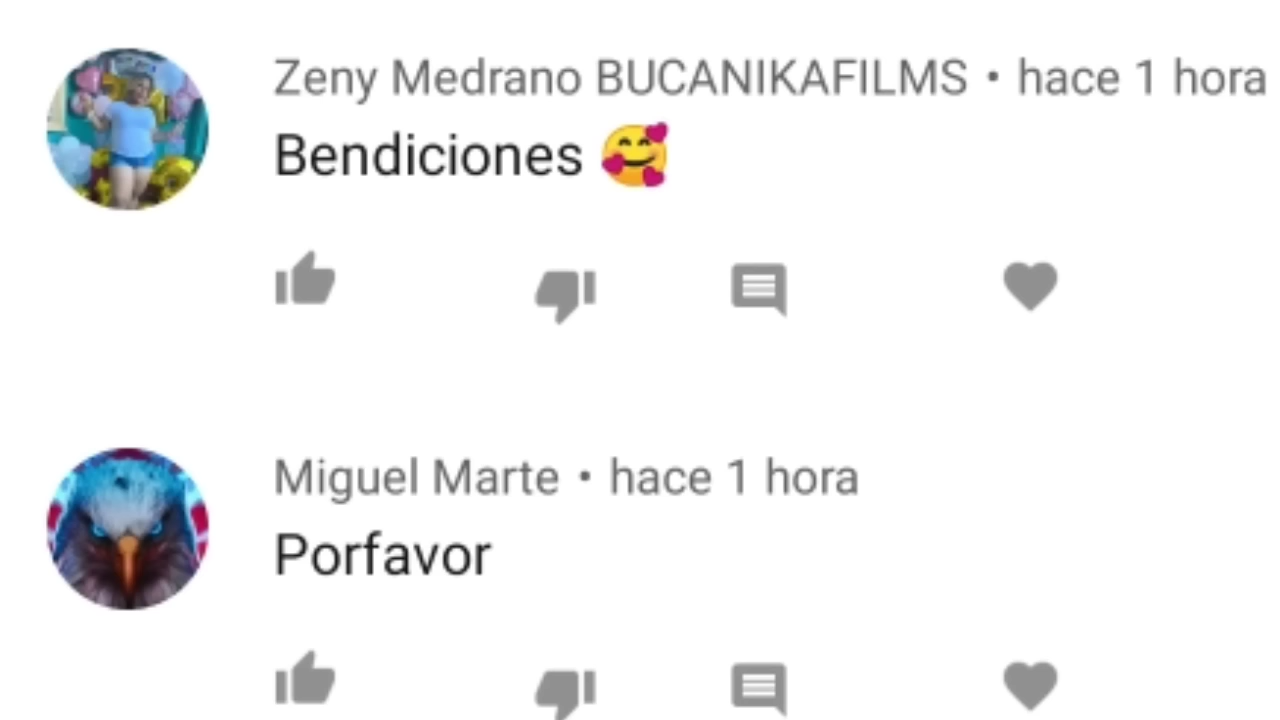 Zeny Medrano BUCANIKAFILMS • hace 1 hora
Bendiciones 🥰
Miguel Marte • hace 1 hora
Porfavor